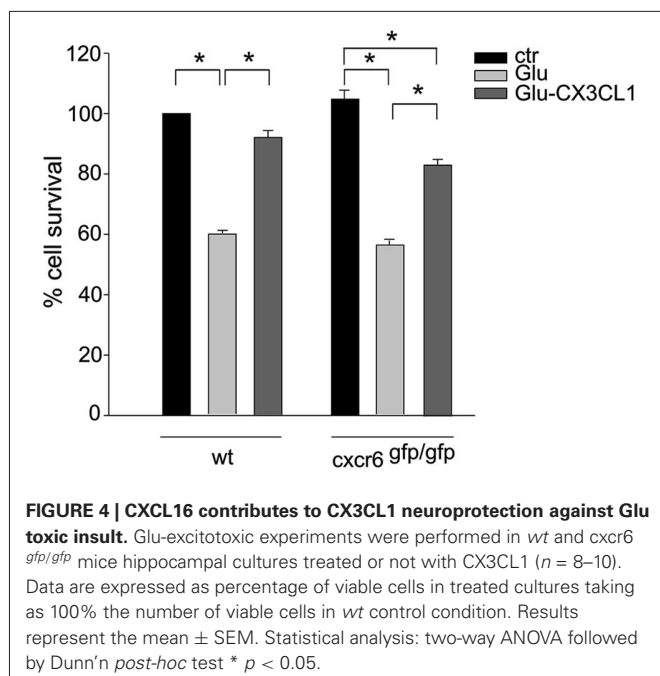 120
100
80
60
40
20
0
% cell survival
* * * * *
ctr
Glu
Glu-CX3CL1
wt
cxcr6 gfp/gfp
FIGURE 4 | CXCL16 contributes to CX3CL1 neuroprotection against Glu
toxic insult. Glu-excitotoxic experiments were performed in wt and cxcr6
gfp/gfp mice hippocampal cultures treated or not with CX3CL1 (n = 8–10).
Data are expressed as percentage of viable cells in treated cultures taking
as 100% the number of viable cells in wt control condition. Results
represent the mean ± SEM. Statistical analysis: two-way ANOVA followed
by Dunn'n post-hoc test * p < 0.05.